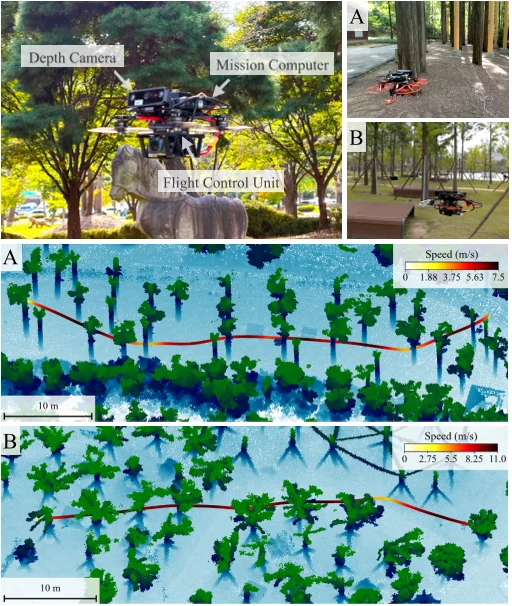 Depth Camera
Mission Computer
Flight Control Unit
A
B
A
Speed (m/s)
0 1.88 3.75 5.63 7.5
10 m
B
Speed (m/s)
0 2.75 5.5 8.25 11.0
10 m